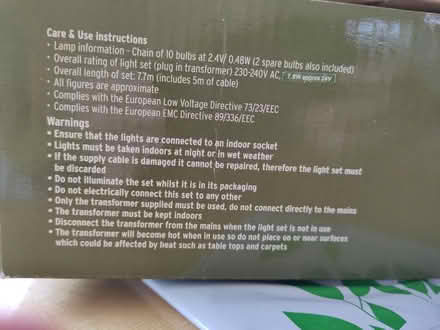 Care & Use Instructions
• Lamp information - Chain of 10 bulbs at 2.4V/ 0.48W (2 spare bulbs also included)
• Overall rating of light set (plug in transformer) 230-240V AC, 7.8W approx 24V
• Overall length of set: 7.7m (includes 5m of cable)
• All figures are approximate
• Complies with the European Low Voltage Directive 73/23/EEC
• Complies with the European EMC Directive 89/336/EEC
Warnings
• Ensure that the lights are connected to an indoor socket
• Lights must be taken indoors at night or in wet weather
• If the supply cable is damaged it cannot be repaired, therefore the light set must
be discarded
• Do not illuminate the set whilst it is in its packaging
• Do not electrically connect this set to any other
• Only the transformer supplied must be used, do not connect directly to the mains
• The transformer must be kept indoors
• Disconnect the transformer from the mains when the light set is not in use
• The transformer will become hot when in use so do not place on or near surfaces
which could be affected by heat such as table tops and carpets